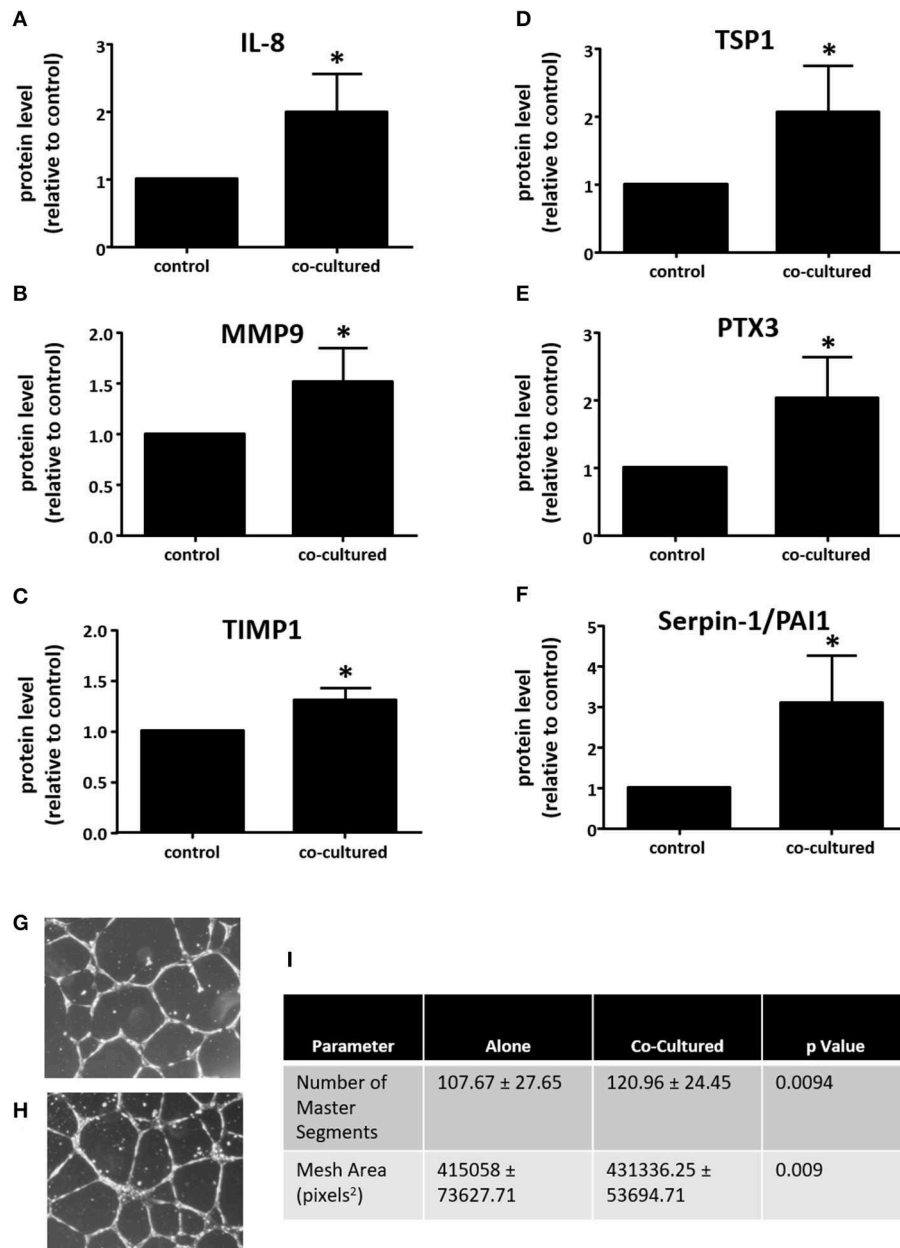 A
IL-8
protein level
(relative to control)
3
2
1
0
*
control
co-cultured
B
MMP9
protein level
(relative to control)
2.0
1.5
1.0
0.5
0.0
*
control
co-cultured
C
TIMP1
protein level
(relative to control)
2.0
1.5
1.0
0.5
0.0
*
control
co-cultured
D
TSP1
protein level
(relative to control)
3
2
1
0
*
control
co-cultured
E
PTX3
protein level
(relative to control)
3
2
1
0
*
control
co-cultured
F
Serpin-1/PAI1
protein level
(relative to control)
5
4
3
2
1
0
*
control
co-cultured
G
H
I
Parameter Alone Co-Cultured p Value
Number of 107.67 ± 27.65 120.96 ± 24.45 0.0094
Master
Segments
Mesh Area 415058 ± 431336.25 ± 0.009
(pixels²) 73627.71 53694.71